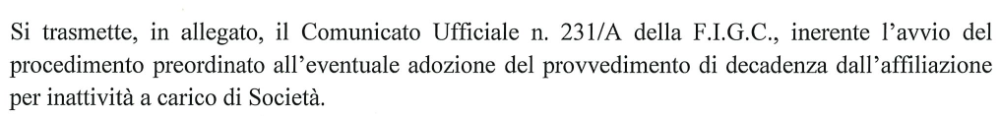 Si trasmette, in allegato, il Comunicato Ufficiale n. 231/A della F.I.G.C., inerente l'avvio del
procedimento preordinato all'eventuale adozione del provvedimento di decadenza dall'affiliazione
per inattività a carico di Società.